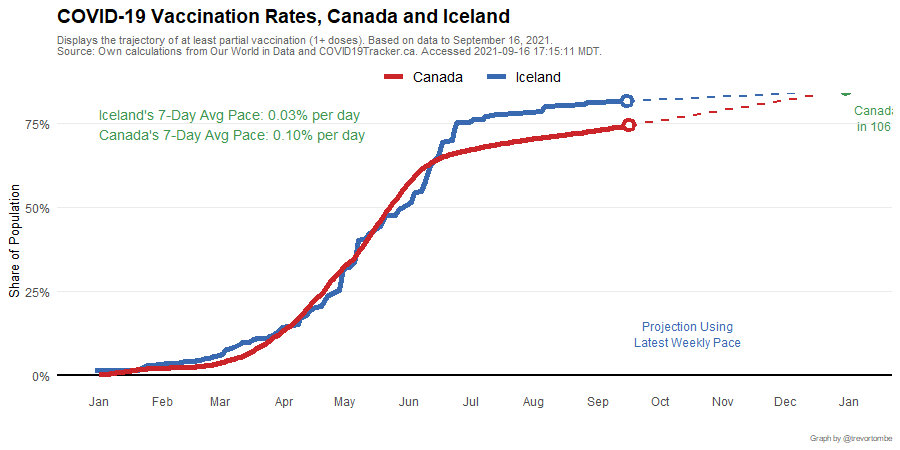 COVID-19 Vaccination Rates, Canada and Iceland
Displays the trajectory of at least partial vaccination (1+ doses). Based on data to September 16, 2021.
Source: Own calculations from Our World in Data and COVID19Tracker.ca. Accessed 2021-09-16 17:15:11 MDT.
Canada Iceland
Iceland's 7-Day Avg Pace: 0.03% per day
Canada's 7-Day Avg Pace: 0.10% per day
Canada
in 106
75%
50%
25%
0%
Share of Population
Projection Using
Latest Weekly Pace
Jan Feb Mar Apr May Jun Jul Aug Sep Oct Nov Dec Jan
Graph by @trevortombe